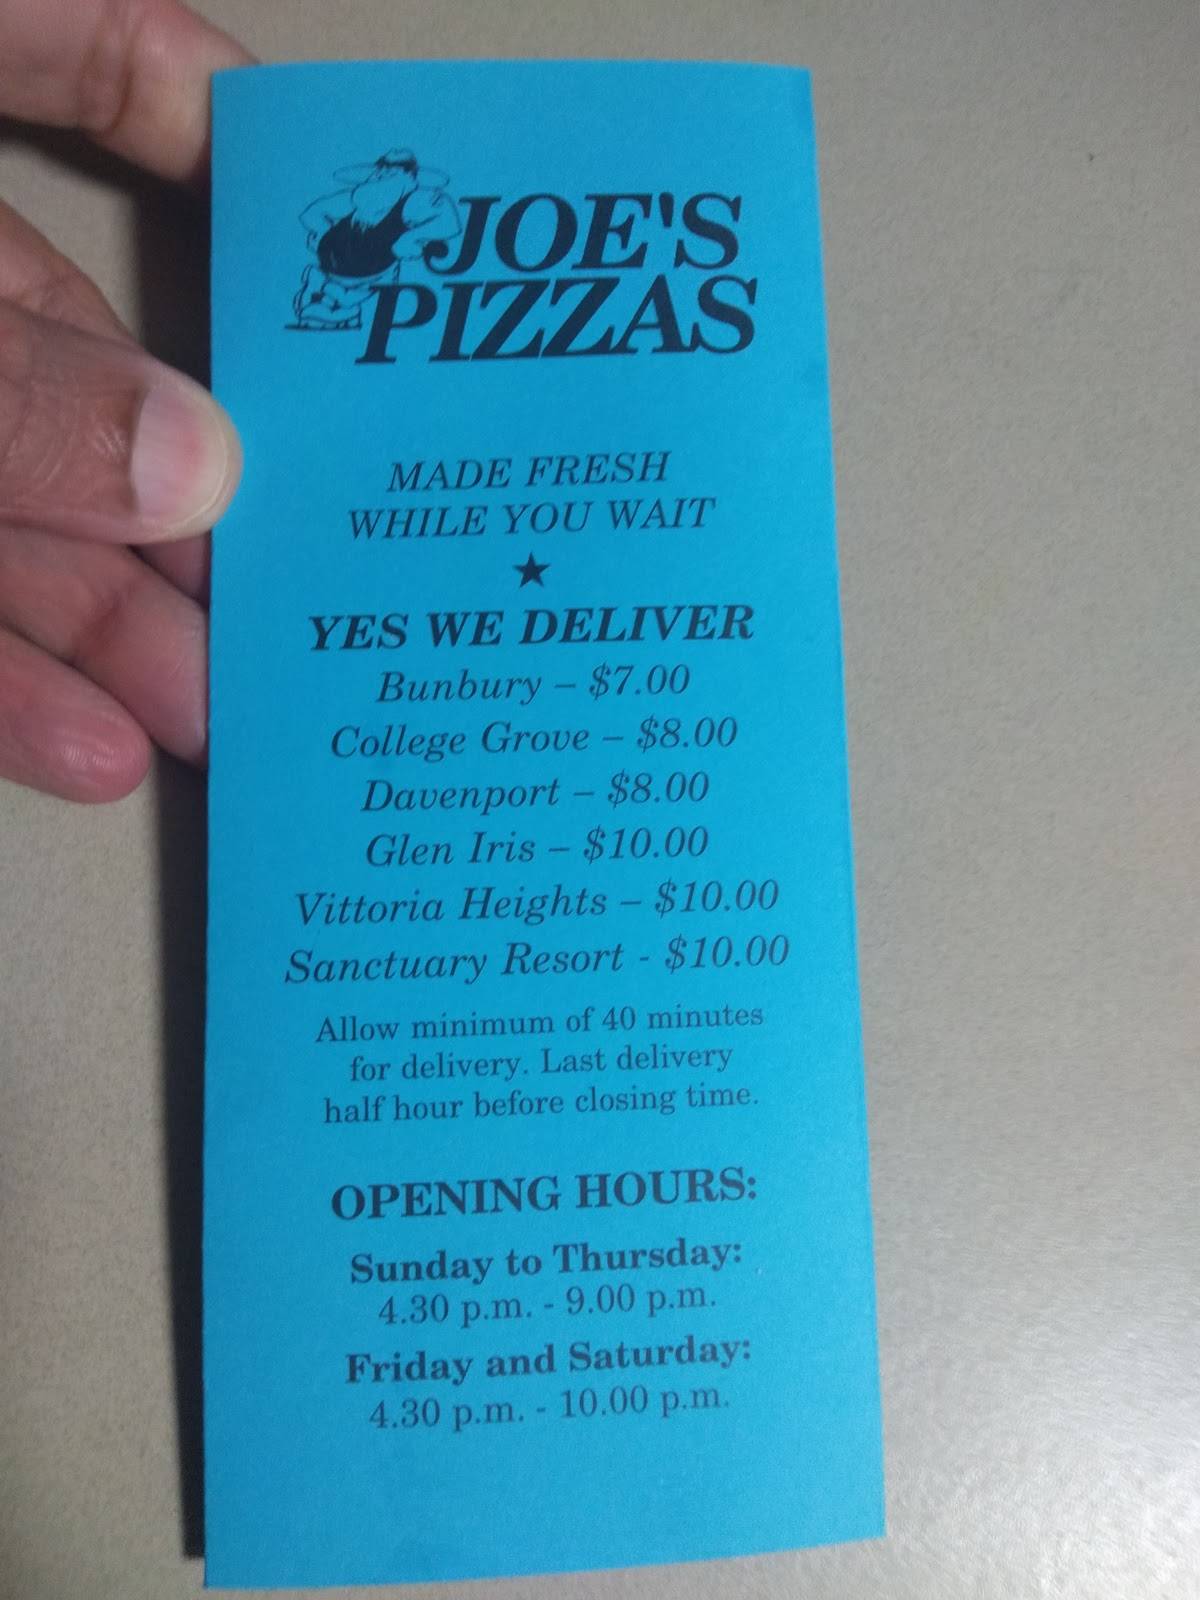 JOE'S
PIZZAS
MADE FRESH
WHILE YOU WAIT
★
YES WE DELIVER
Bunbury – $7.00
College Grove – $8.00
Davenport – $8.00
Glen Iris – $10.00
Vittoria Heights – $10.00
Sanctuary Resort - $10.00
Allow minimum of 40 minutes
for delivery. Last delivery
half hour before closing time.
OPENING HOURS:
Sunday to Thursday:
4.30 p.m. - 9.00 p.m.
Friday and Saturday:
4.30 p.m. - 10.00 p.m.